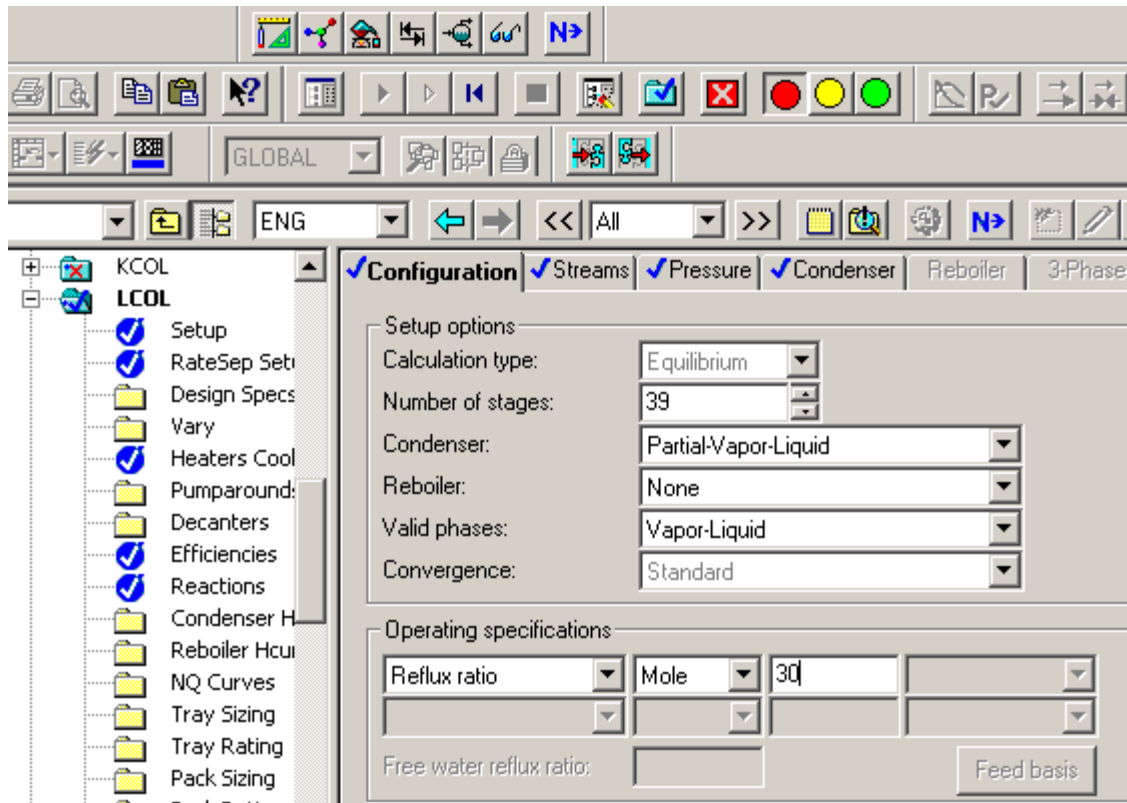 N
?
P
GLOBAL
ENG
<<
All
>>
N
KCOL
LCOL
Setup
RateSep Setu
Design Specs
Vary
Heaters Cool
Pumparound:
Decanters
Efficiencies
Reactions
Condenser H
Reboiler Hcur
NQ Curves
Tray Sizing
Tray Rating
Pack Sizing
Configuration
Streams
Pressure
Condenser
Reboiler
3-Phase
Setup options
Calculation type: Equilibrium
Number of stages: 39
Condenser: Partial-Vapor-Liquid
Reboiler: None
Valid phases: Vapor-Liquid
Convergence: Standard
Operating specifications
Reflux ratio Mole 30
Free water reflux ratio: Feed basis